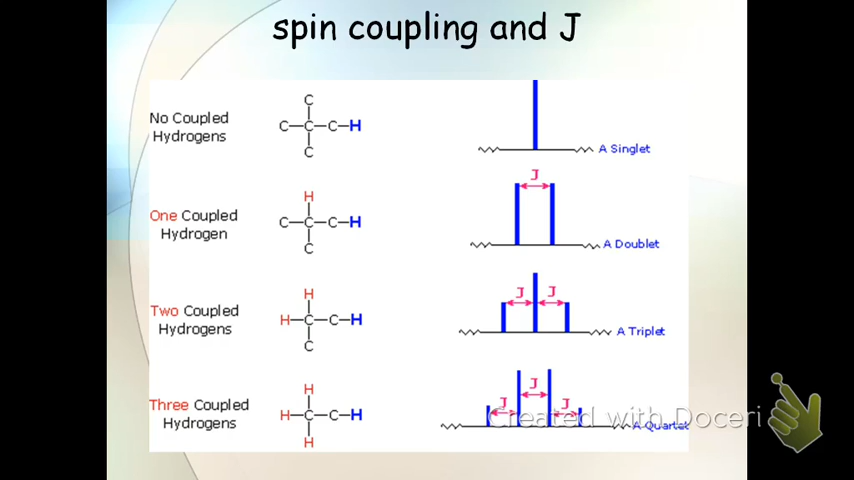 spin coupling and J
No Coupled
Hydrogens
C
C C C H
C
A Singlet
One Coupled
Hydrogen
H
C C C H
C
J
A Doublet
Two Coupled
Hydrogens
H
H C C H
C
J J
A Triplet
Three Coupled
Hydrogens
H
H C C H
H
J J J
A Quartet
Created with Doceri